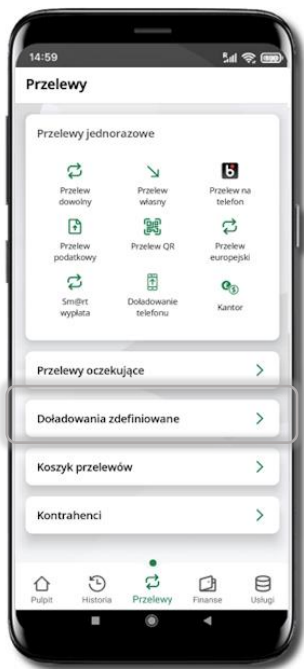 14:59
Przelewy
Przelewy jednorazowe
Przelew
dowolny
Przelew
własny
Przelew na
telefon
Przelew
podatkowy
Przelew QR
Przelew
europejski
Sm@rt
wypłata
Doładowanie
telefonu
Kantor
Przelewy oczekujące
Doładowania zdefiniowane
Koszyk przelewów
Kontrahenci
Pulpit
Historia
Przelewy
Finanse
Usługi